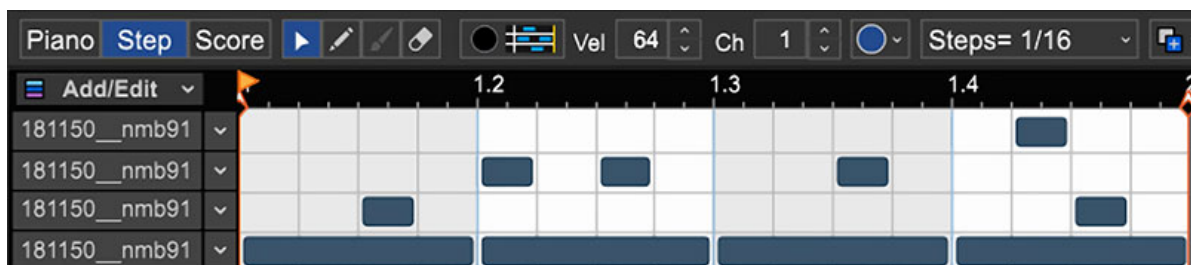 Piano Step Score Vel 64 Ch 1 Steps= 1/16
Add/Edit 1.2 1.3 1.4
181150__nmb91
181150__nmb91
181150__nmb91
181150__nmb91